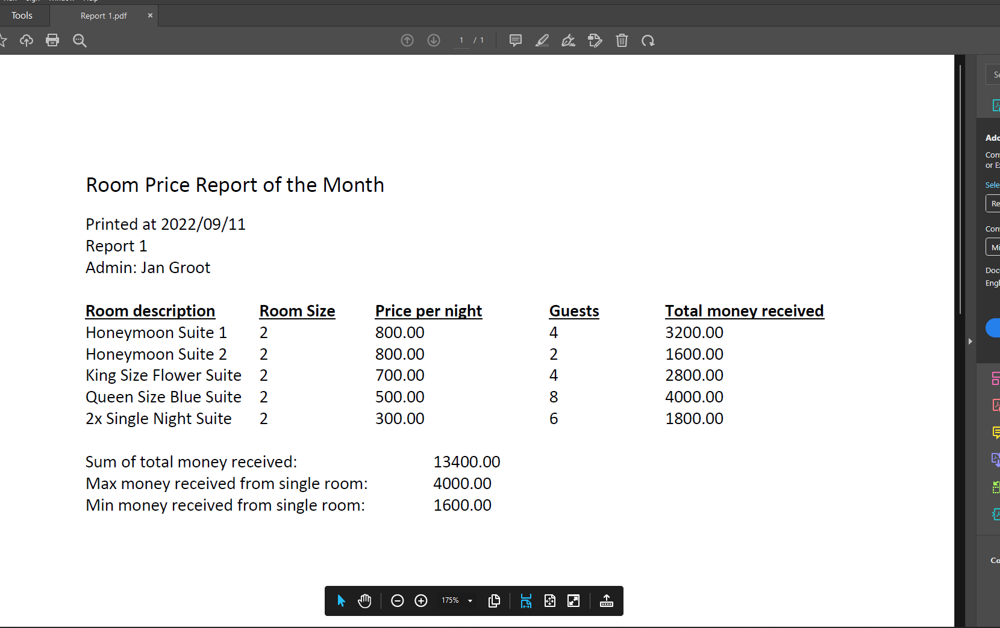 Tools Report 1.pdf ×
1 / 1
Room Price Report of the Month
Printed at 2022/09/11
Report 1
Admin: Jan Groot
Room description Room Size Price per night Guests Total money received
Honeymoon Suite 1 2 800.00 4 3200.00
Honeymoon Suite 2 2 800.00 2 1600.00
King Size Flower Suite 2 700.00 4 2800.00
Queen Size Blue Suite 2 500.00 8 4000.00
2x Single Night Suite 2 300.00 6 1800.00
Sum of total money received: 13400.00
Max money received from single room: 4000.00
Min money received from single room: 1600.00
175%
Se
Ado
Con
or E
Sele
Re
Con
Mi
Doc
Engl
Co